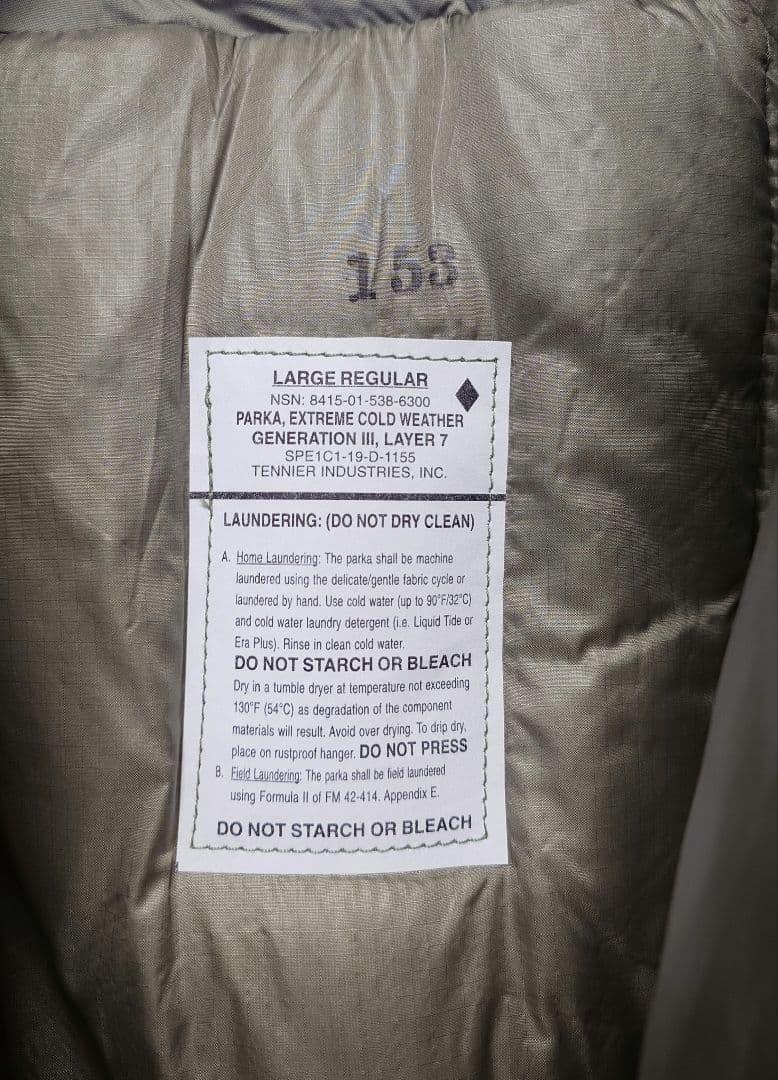 153
LARGE REGULAR
NSN: 8415-01-538-6300
PARKA, EXTREME COLD WEATHER
GENERATION III, LAYER 7
SPE1C1-19-D-1155
TENNIER INDUSTRIES, INC.
LAUNDERING: (DO NOT DRY CLEAN)
A. Home Laundering: The parka shall be machine
laundered using the delicate/gentle fabric cycle or
laundered by hand. Use cold water (up to 90°F/32°C)
and cold water laundry detergent (i.e. Liquid Tide or
Era Plus). Rinse in clean cold water.
DO NOT STARCH OR BLEACH
Dry in a tumble dryer at temperature not exceeding
130°F (54°C) as degradation of the component
materials will result. Avoid over drying. To drip dry,
place on rustproof hanger. DO NOT PRESS
B. Field Laundering: The parka shall be field laundered
using Formula II of FM 42-414. Appendix E.
DO NOT STARCH OR BLEACH